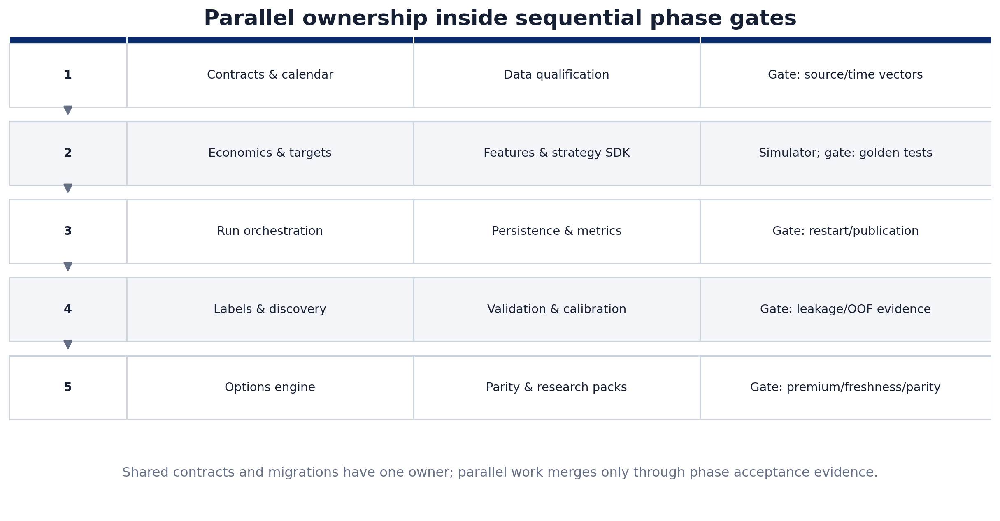 Parallel ownership inside sequential phase gates
1
Contracts & calendar
Data qualification
Gate: source/time vectors
2
Economics & targets
Features & strategy SDK
Simulator; gate: golden tests
3
Run orchestration
Persistence & metrics
Gate: restart/publication
4
Labels & discovery
Validation & calibration
Gate: leakage/OOF evidence
5
Options engine
Parity & research packs
Gate: premium/freshness/parity
Shared contracts and migrations have one owner; parallel work merges only through phase acceptance evidence.